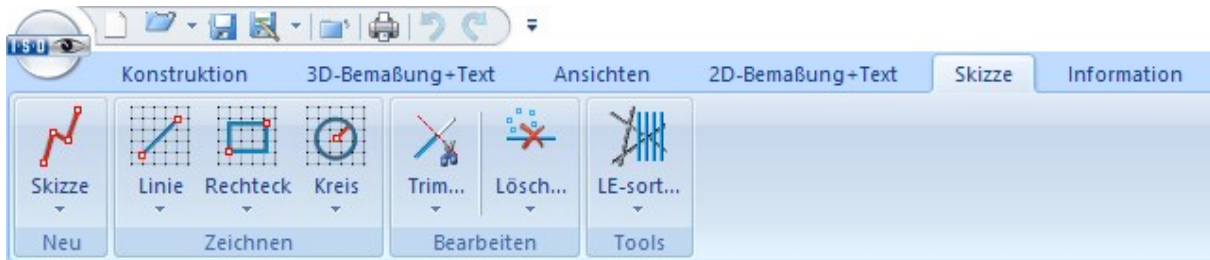 I·S·D
Konstruktion 3D-Bemaßung+Text Ansichten 2D-Bemaßung+Text Skizze Information
Skizze Linie Rechteck Kreis Trim... Lösch... LE-sort...
Neu Zeichnen Bearbeiten Tools